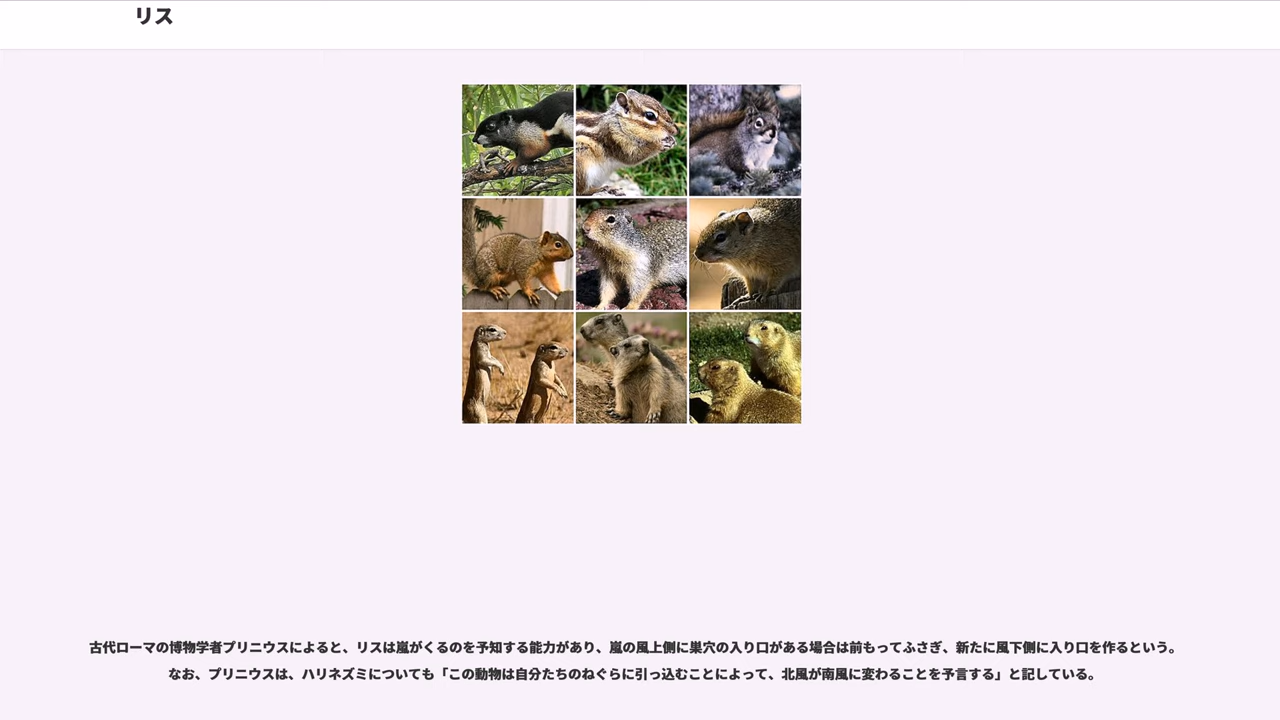 リス
古代ローマの博物学者プリニウスによると、リスは嵐がくるのを予知する能力があり、嵐の風上側に巣穴の入り口がある場合は前もってふさぎ、新たに風下側に入り口を作るという。
なお、プリニウスは、ハリネズミについても「この動物は自分たちのねぐらに引っ込むことによって、北風が南風に変わることを予言する」と記している。